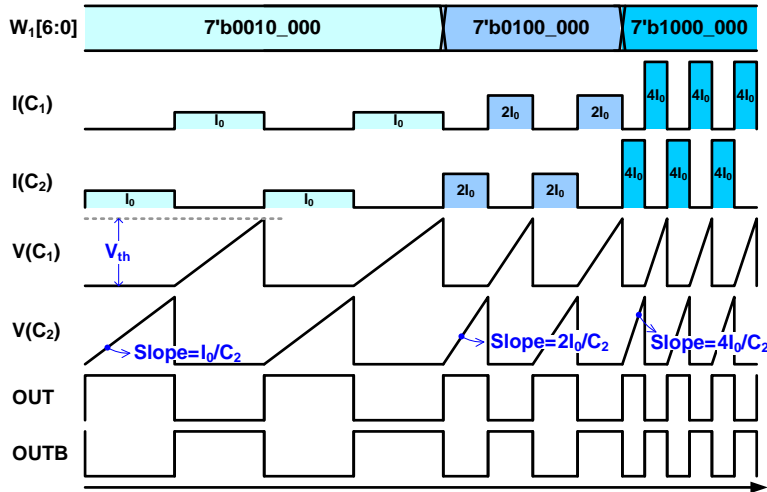 W₁[6:0] 7'b0010_000 7'b0100_000 7'b1000_000
I(C₁) I₀ I₀ 2I₀ 2I₀ 4I₀ 4I₀ 4I₀
I(C₂) I₀ I₀ 2I₀ 2I₀ 4I₀ 4I₀ 4I₀
V(C₁) Vth
V(C₂) Slope=I₀/C₂ Slope=2I₀/C₂ Slope=4I₀/C₂
OUT
OUTB